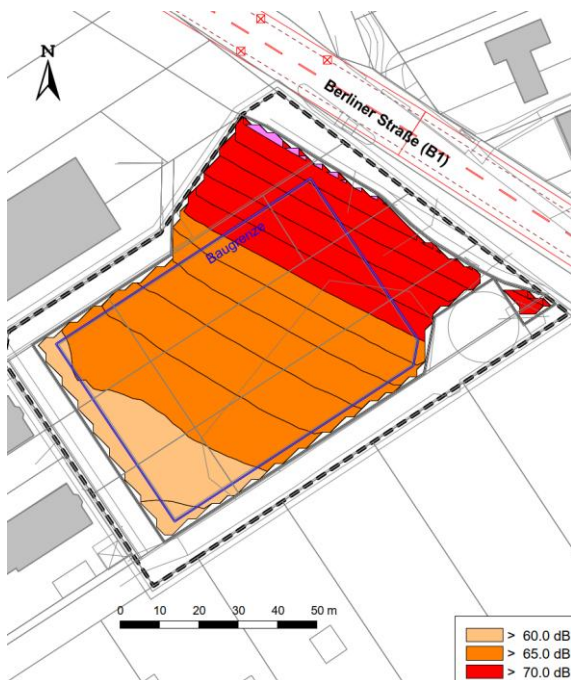 N
Berliner Straße (B1)
Baugrenze
0 10 20 30 40 50 m
> 60.0 dB
> 65.0 dB
> 70.0 dB